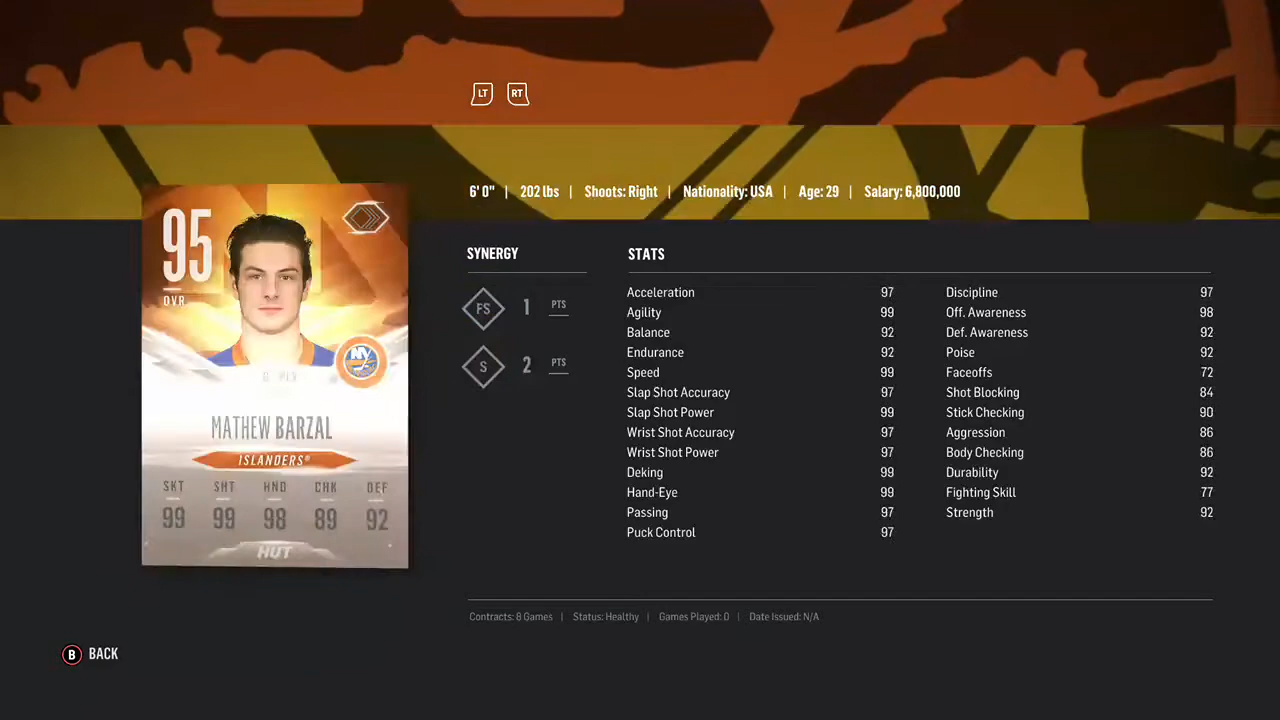 LT RT
6' 0" | 202 lbs | Shoots: Right | Nationality: USA | Age: 29 | Salary: 6,800,000
95
OVR
NY
C PLY
MATHEW BARZAL
ISLANDERS®
SKT SHT HND CHK DEF
99 99 98 89 92
HUT
SYNERGY
FS 1 PTS
S 2 PTS
STATS
Acceleration 97
Agility 99
Balance 92
Endurance 92
Speed 99
Slap Shot Accuracy 97
Slap Shot Power 99
Wrist Shot Accuracy 97
Wrist Shot Power 97
Deking 99
Hand-Eye 99
Passing 97
Puck Control 97
Discipline 97
Off. Awareness 98
Def. Awareness 92
Poise 92
Faceoffs 72
Shot Blocking 84
Stick Checking 90
Aggression 86
Body Checking 86
Durability 92
Fighting Skill 77
Strength 92
Contracts: 8 Games | Status: Healthy | Games Played: 0 | Date Issued: N/A
B BACK